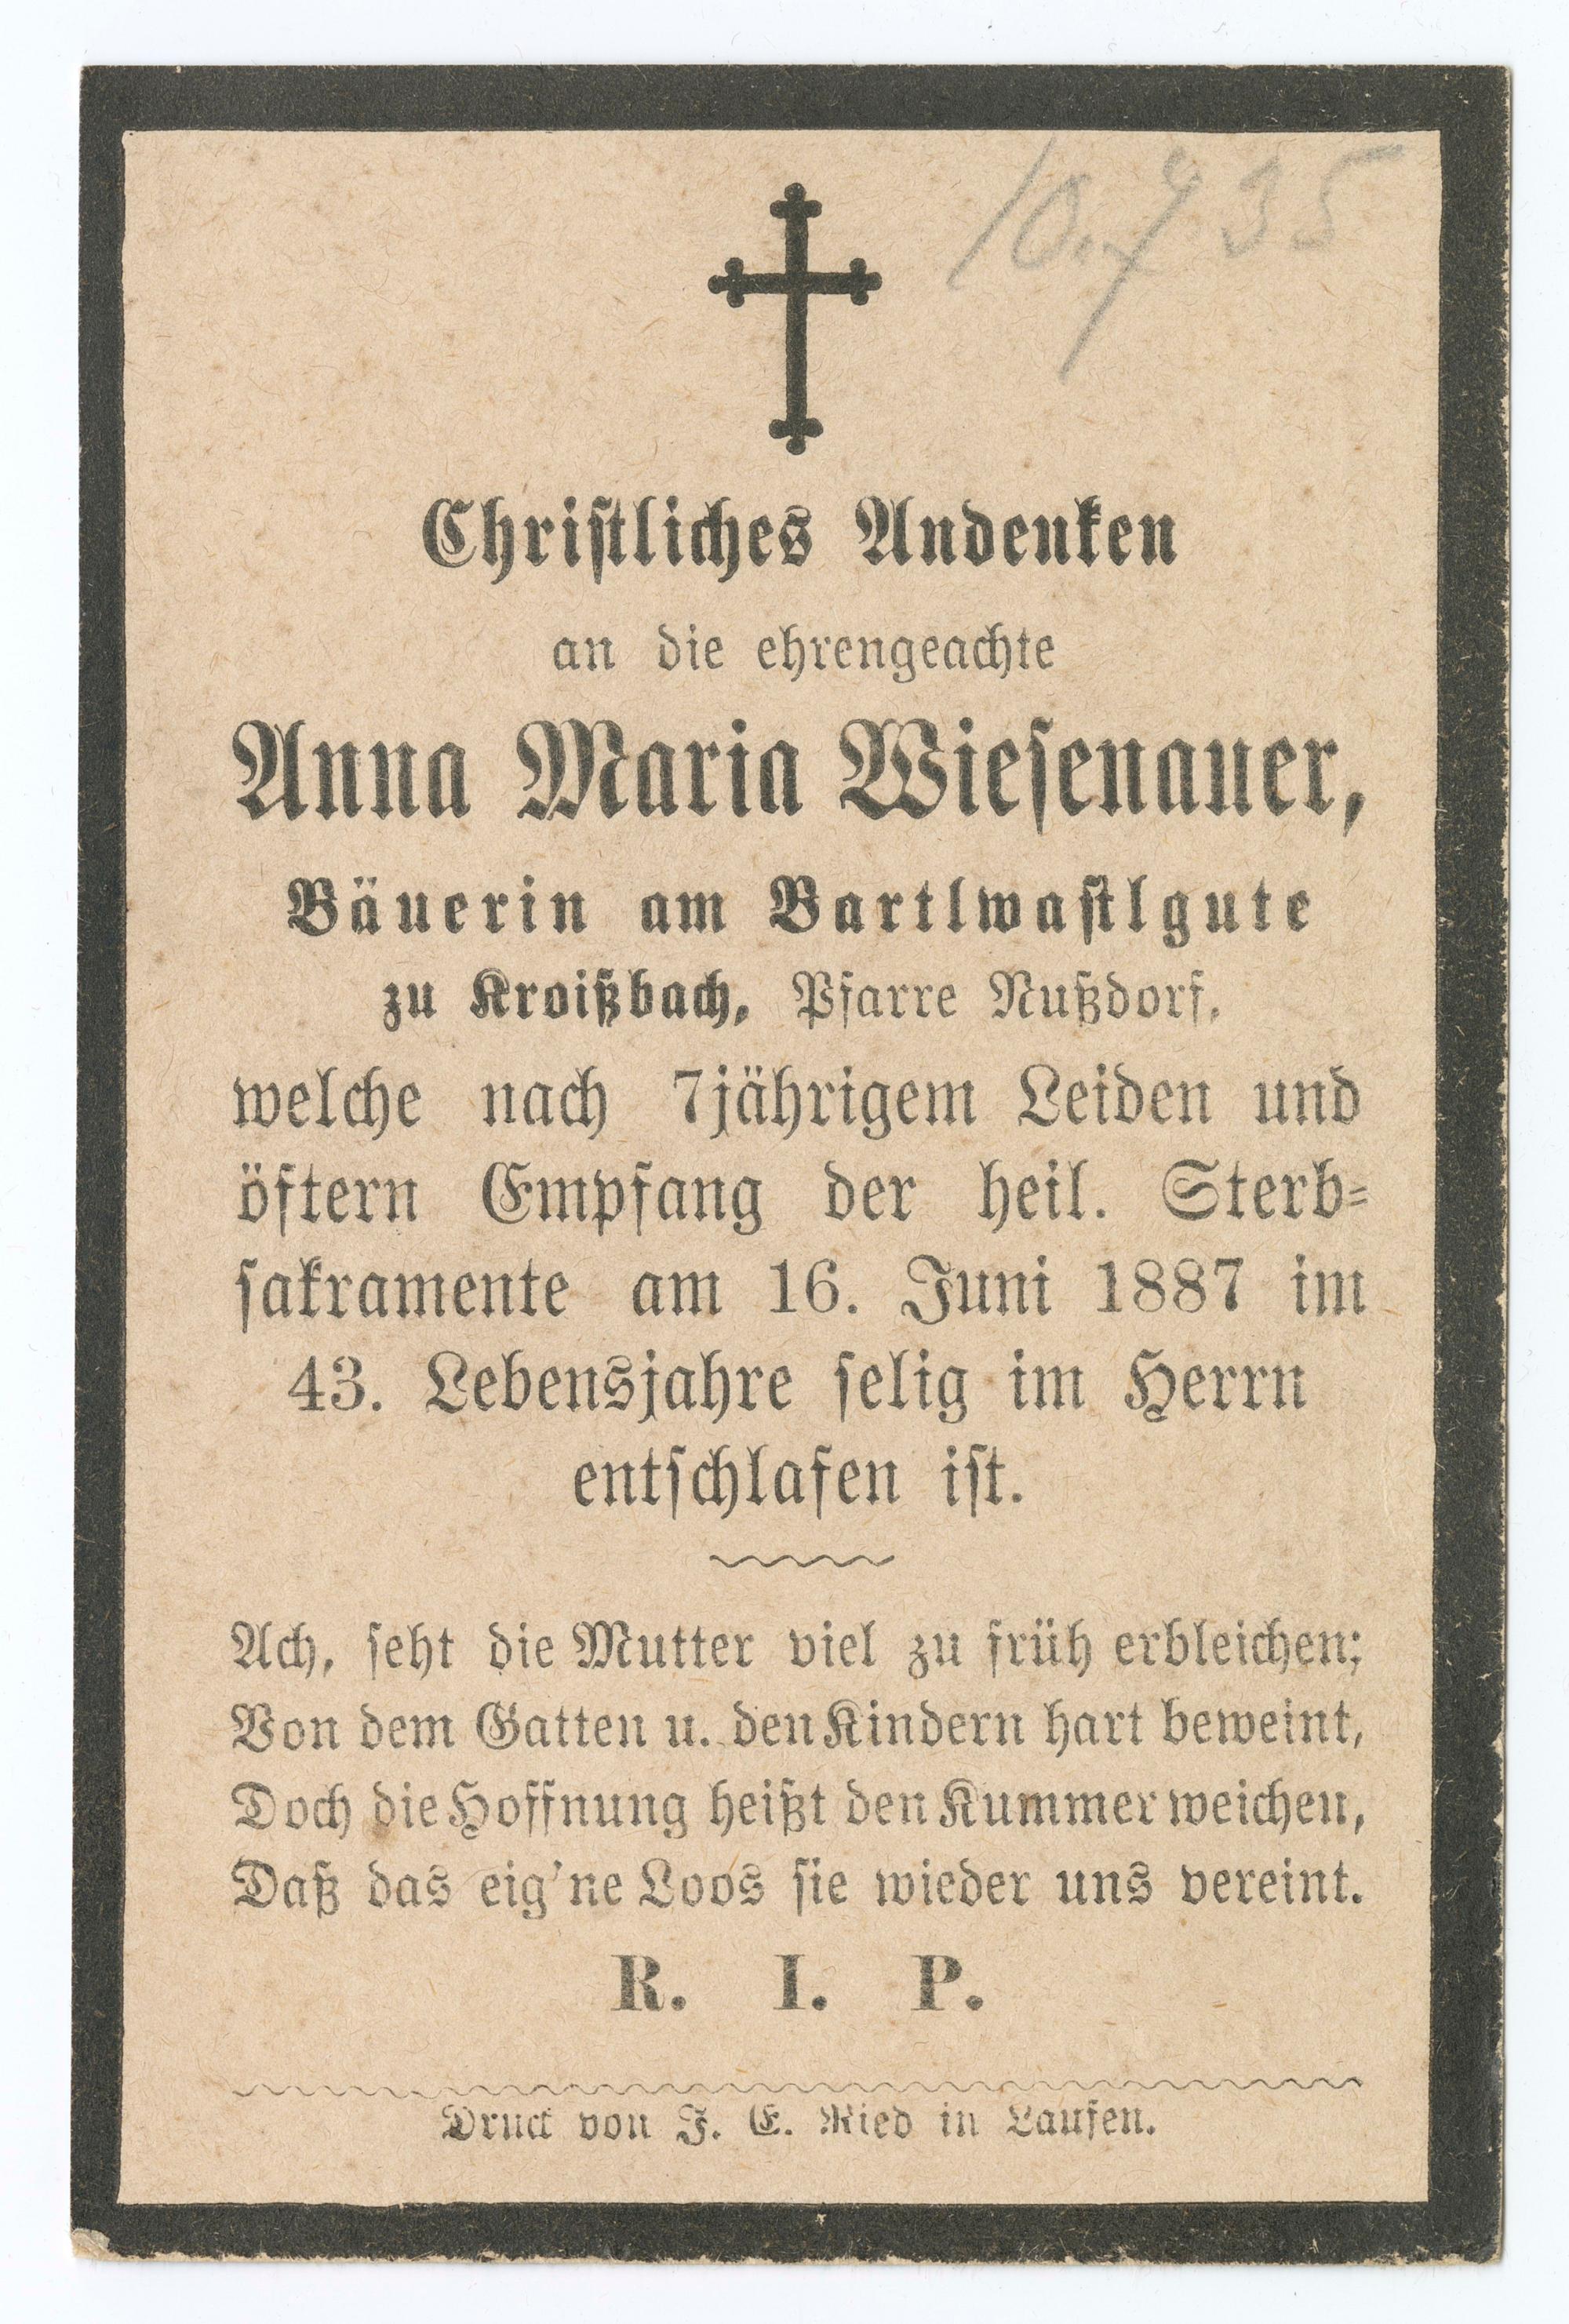 10.735
Christliches Andenken
an die ehrengeachte
Anna Maria Wiesenauer,
Bäuerin am Bartlwastlgute
zu Kroißbach, Pfarre Nußdorf,
welche nach 7jährigem Leiden und
öftern Empfang der heil. Sterb-
sakramente am 16. Juni 1887 im
43. Lebensjahre selig im Herrn
entschlafen ist.
Ach, seht die Mutter viel zu früh erbleichen;
Von dem Gatten u. den Kindern hart beweint,
Doch die Hoffnung heißt den Kummer weichen,
Daß das eig'ne Loos sie wieder uns vereint.
R. I. P.
Druck von J. E. Ried in Laufen.